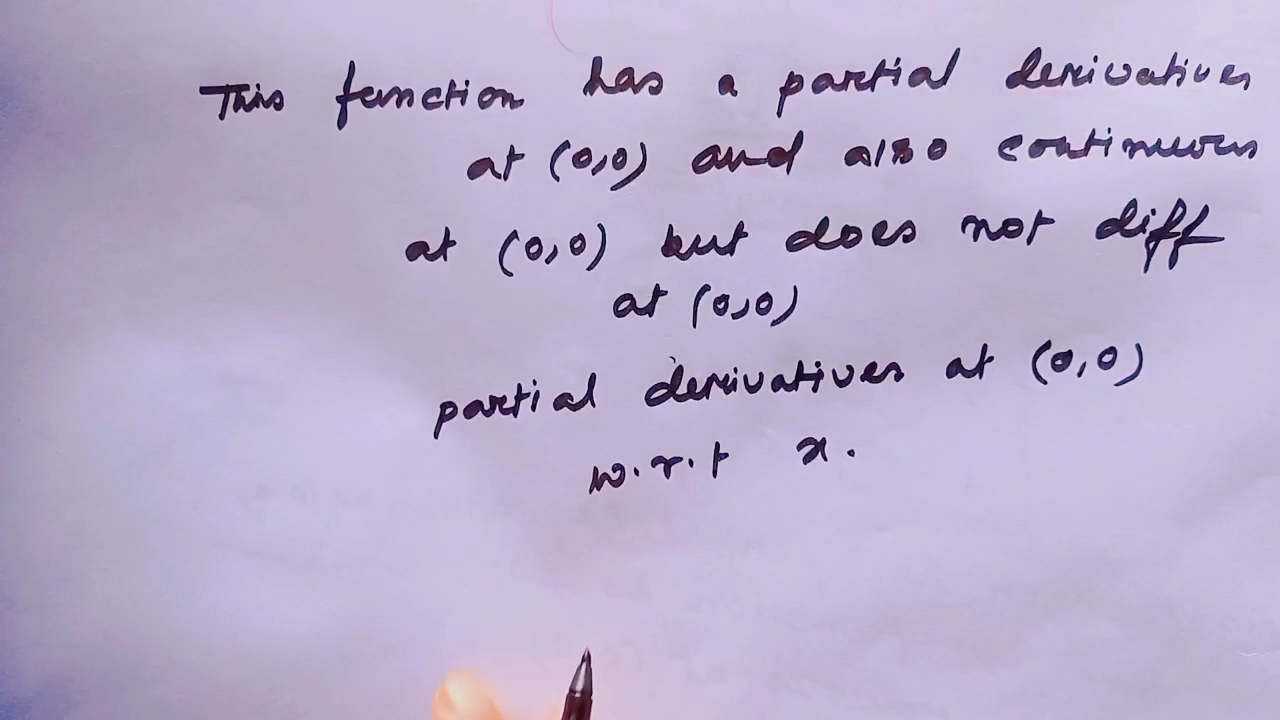 This function has a partial derivatives
at (0,0) and also continuous
at (0,0) but does not diff
at (0,0)
partial derivatives at (0,0)
w.r.t x.